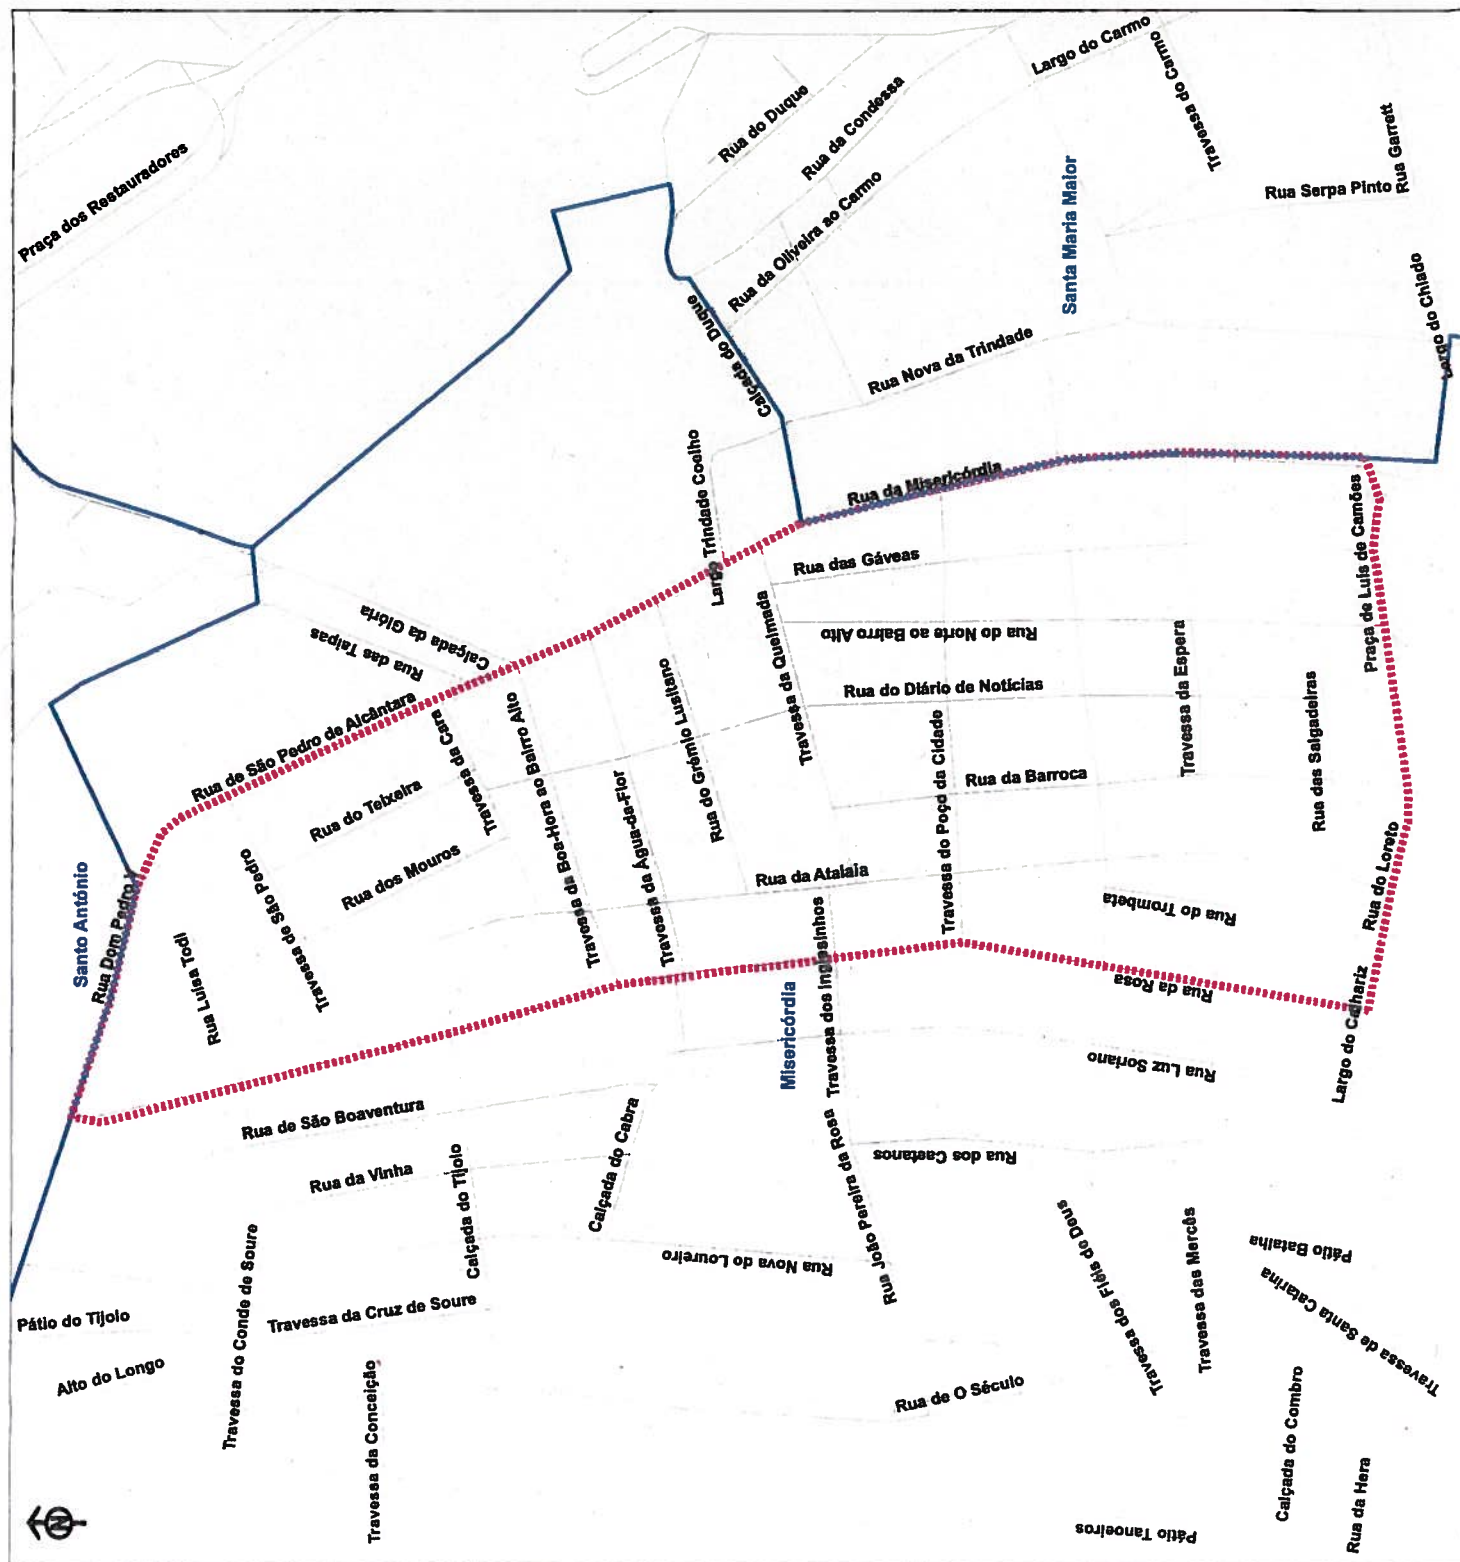 Largo do Carmo
Travessa do Carmo
Rua do Duque
Rua da Condessa
Praça dos Restauradores
Rua Garrett
Rua Serpa Pinto
Santa Maria Maior
Rua da Oliveira ao Carmo
Largo do Chiado
Calçada do Duque
Rua Nova da Trindade
Largo Trindade Coelho
Rua da Misericórdia
Praça de Luís de Camões
Rua das Gáveas
Calçada da Glória
Rua das Taipas
Rua do Norte ao Bairro Alto
Travessa da Queimada
Travessa da Espera
Rua do Diário de Notícias
Rua do Grémio Lusitano
Rua de São Pedro de Alcântara
Travessa da Cara
Travessa da Boa-Hora ao Bairro Alto
Travessa do Poço da Cidade
Rua das Salgadeiras
Rua da Barroca
Rua do Teixeira
Travessa da Água-da-Flor
Rua dos Mouros
Rua do Loreto
Santo António
Rua Dom Pedro V
Travessa de São Pedro
Rua da Atalaia
Rua do Trombeta
Rua Luísa Todi
Travessa dos Inglesinhos
Misericórdia
Rua da Rosa
Largo do Calhariz
Rua Luz Soriano
Rua de São Boaventura
Calçada do Cabra
Rua João Pereira da Rosa
Rua dos Caetanos
Rua da Vinha
Calçada do Tijolo
Rua Nova do Loureiro
Travessa dos Fiéis de Deus
Travessa das Mercês
Pátio Batalha
Travessa de Santa Catarina
Travessa do Conde de Soure
Pátio do Tijolo
Travessa da Cruz de Soure
Alto do Longo
Travessa da Conceição
Rua de O Século
Calçada do Combro
Rua da Hera
Pátio Tanoeiros
N